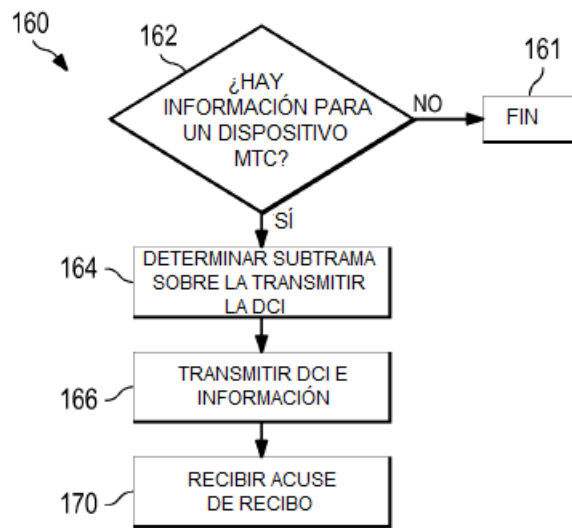 160
162
¿HAY
INFORMACIÓN PARA
UN DISPOSITIVO
MTC?
NO
161
FIN
SÍ
164
DETERMINAR SUBTRAMA
SOBRE LA TRANSMITIR
LA DCI
166
TRANSMITIR DCI E
INFORMACIÓN
170
RECIBIR ACUSE
DE RECIBO